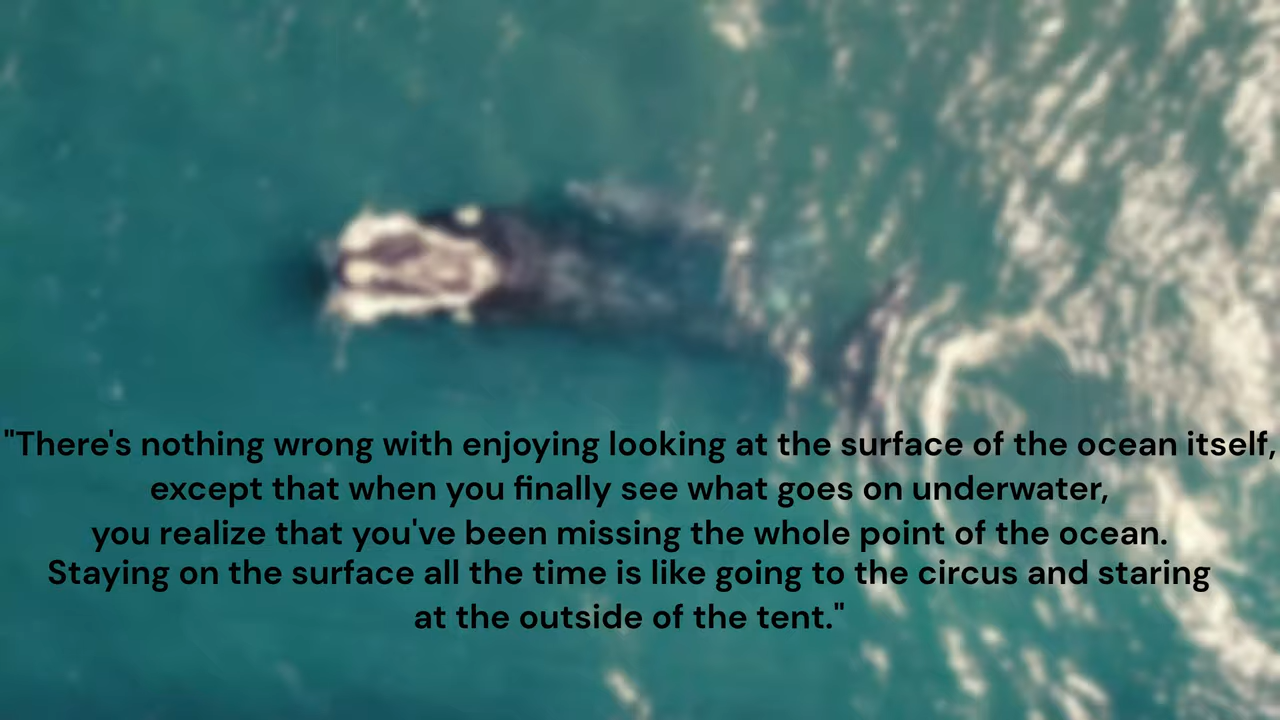 "There's nothing wrong with enjoying looking at the surface of the ocean itself,
except that when you finally see what goes on underwater,
you realize that you've been missing the whole point of the ocean.
Staying on the surface all the time is like going to the circus and staring
at the outside of the tent."